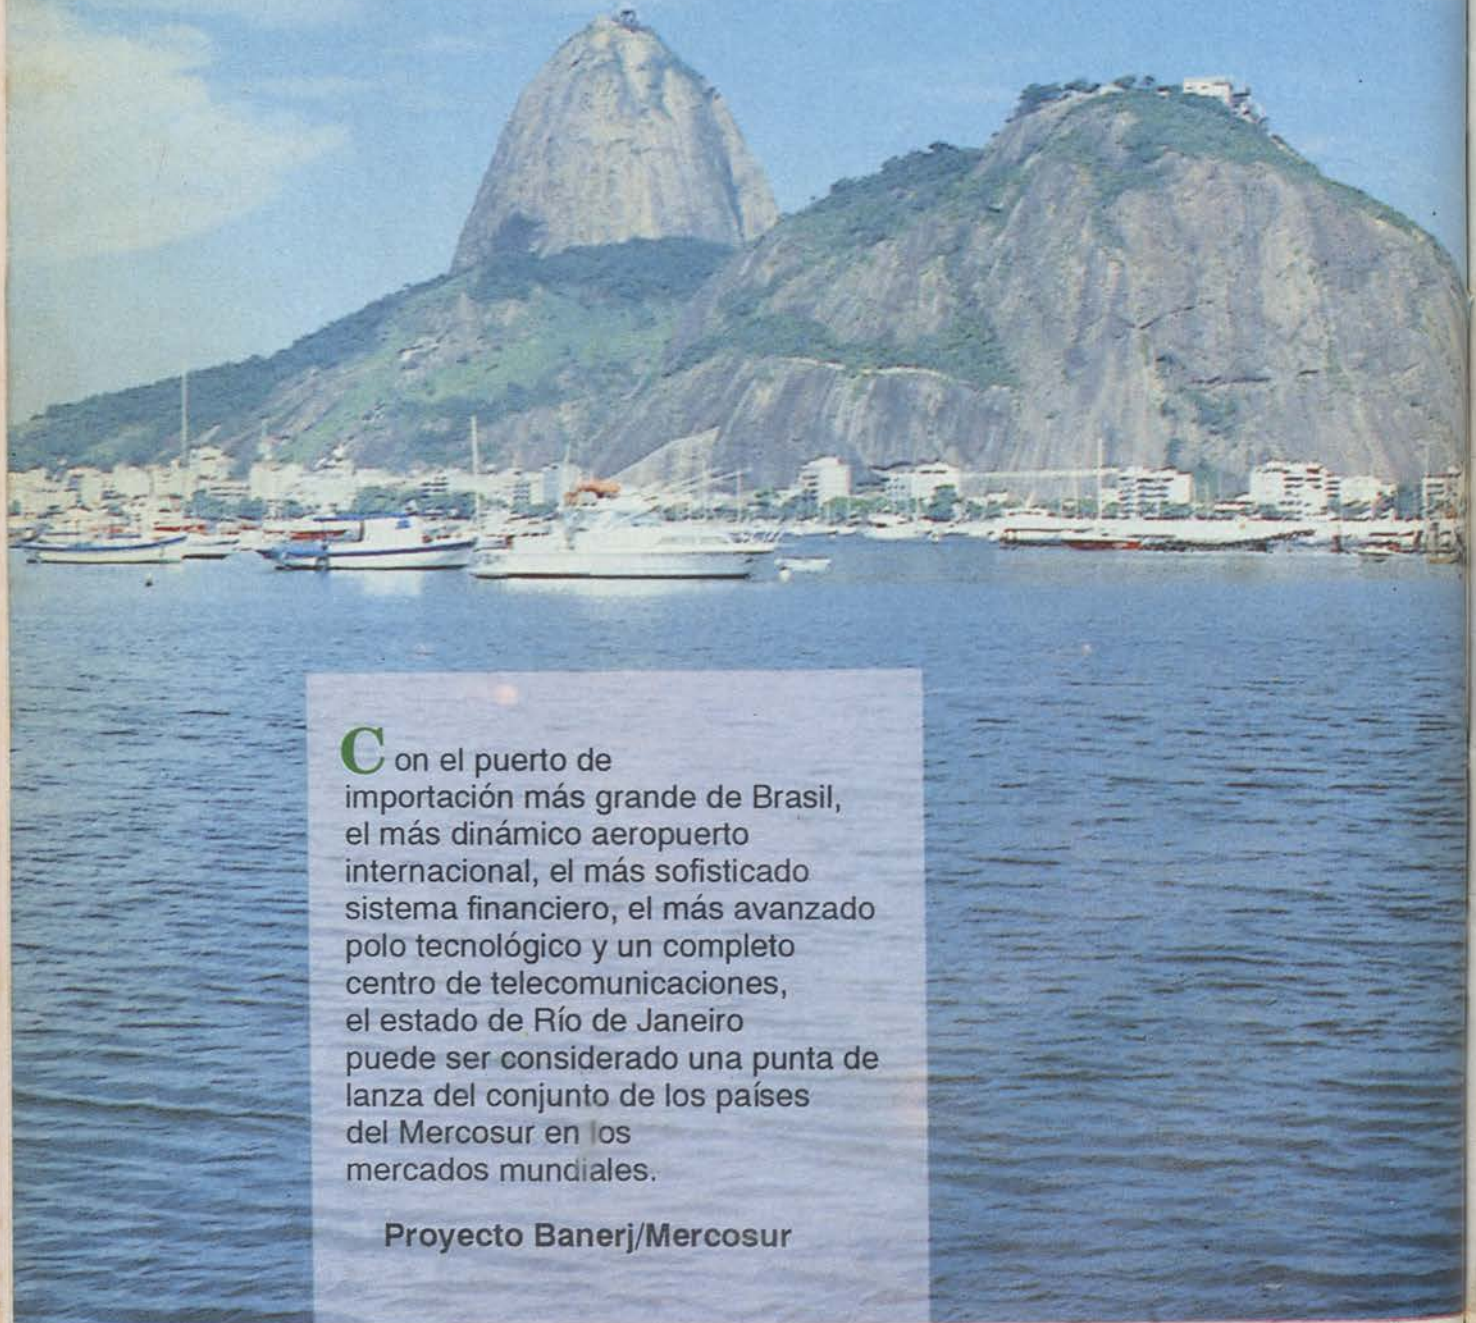 Con el puerto de
importación más grande de Brasil,
el más dinámico aeropuerto
internacional, el más sofisticado
sistema financiero, el más avanzado
polo tecnológico y un completo
centro de telecomunicaciones,
el estado de Río de Janeiro
puede ser considerado una punta de
lanza del conjunto de los países
del Mercosur en los
mercados mundiales.
Proyecto Banerj/Mercosur